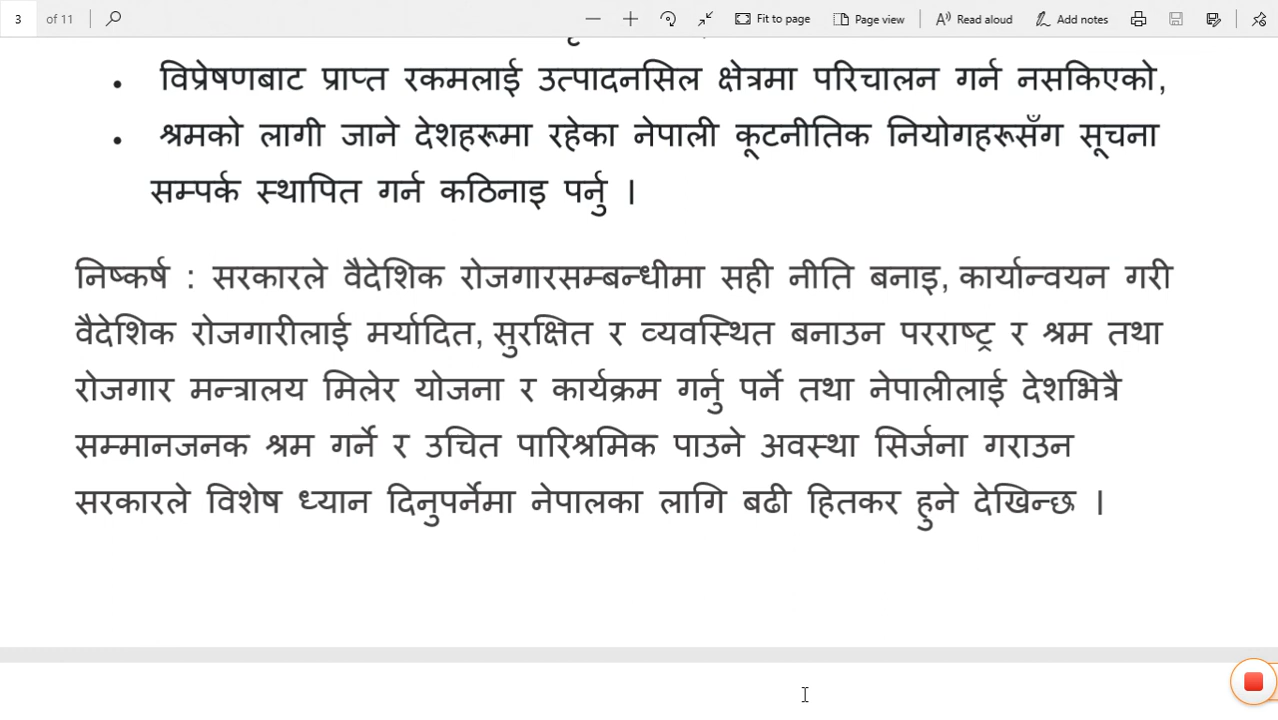 3 of 11 Fit to page Page view Read aloud Add notes
• विप्रेषणबाट प्राप्त रकमलाई उत्पादनसिल क्षेत्रमा परिचालन गर्न नसकिएको,
• श्रमको लागी जाने देशहरूमा रहेका नेपाली कूटनीतिक नियोगहरूसँग सूचना
सम्पर्क स्थापित गर्न कठिनाइ पर्नु ।
निष्कर्ष : सरकारले वैदेशिक रोजगारसम्बन्धीमा सही नीति बनाइ, कार्यान्वयन गरी
वैदेशिक रोजगारीलाई मर्यादित, सुरक्षित र व्यवस्थित बनाउन परराष्ट्र र श्रम तथा
रोजगार मन्त्रालय मिलेर योजना र कार्यक्रम गर्नु पर्ने तथा नेपालीलाई देशभित्रै
सम्मानजनक श्रम गर्ने र उचित पारिश्रमिक पाउने अवस्था सिर्जना गराउन
सरकारले विशेष ध्यान दिनुपर्नेमा नेपालका लागि बढी हितकर हुने देखिन्छ ।